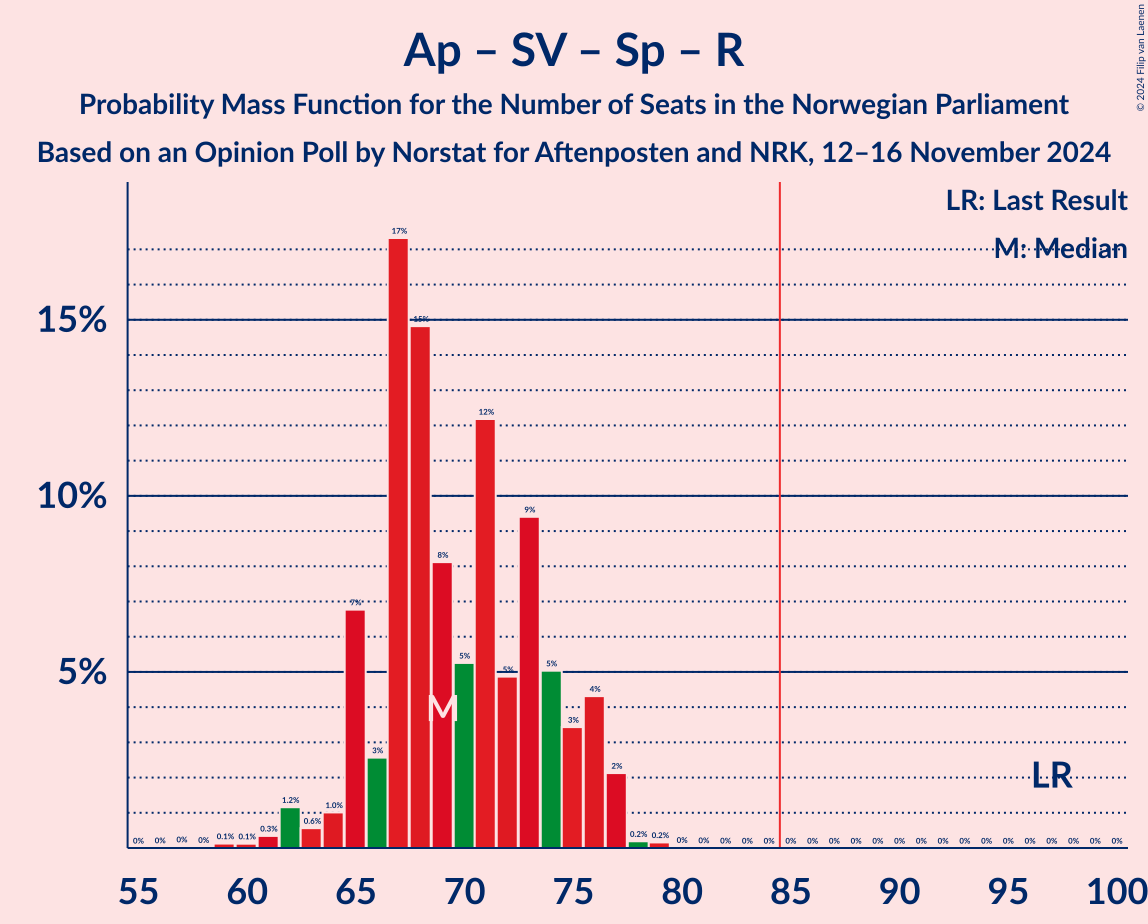 Ap – SV – Sp – R
Probability Mass Function for the Number of Seats in the Norwegian Parliament
Based on an Opinion Poll by Norstat for Aftenposten and NRK, 12–16 November 2024
© 2024 Filip van Laenen
LR: Last Result
M: Median
15%
10%
5%
0% 0% 0% 0% 0.1% 0.1% 0.3% 1.2% 0.6% 1.0% 7% 3% 17% 15% 8% 5% 12% 5% 9% 5% 3% 4% 2% 0.2% 0.2% 0% 0% 0% 0% 0% 0% 0% 0% 0% 0% 0% 0% 0% 0% 0% 0% 0% 0% 0% 0% 0%
M
LR
55 60 65 70 75 80 85 90 95 100